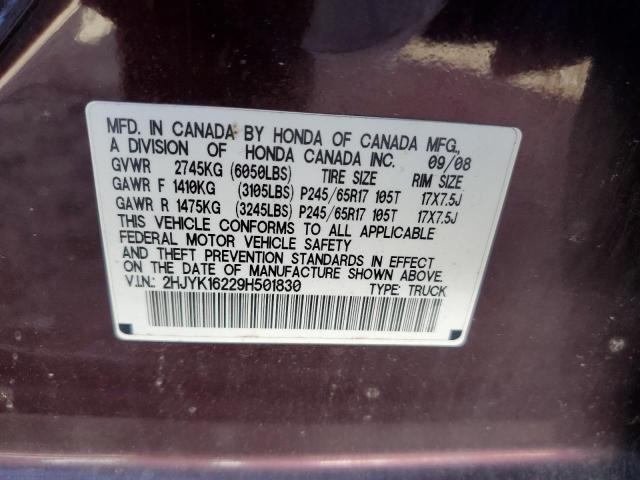 MFD. IN CANADA BY HONDA OF CANADA MFG.,
A DIVISION OF HONDA CANADA INC. 09/08
GVWR 2745KG (6050LBS) TIRE SIZE RIM SIZE
GAWR F 1410KG (3105LBS) P245/65R17 105T 17X7.5J
GAWR R 1475KG (3245LBS) P245/65R17 105T 17X7.5J
THIS VEHICLE CONFORMS TO ALL APPLICABLE
FEDERAL MOTOR VEHICLE SAFETY
AND THEFT PREVENTION STANDARDS IN EFFECT
ON THE DATE OF MANUFACTURE SHOWN ABOVE.
V.I.N.: 2HJYK16229H501830 TYPE: TRUCK